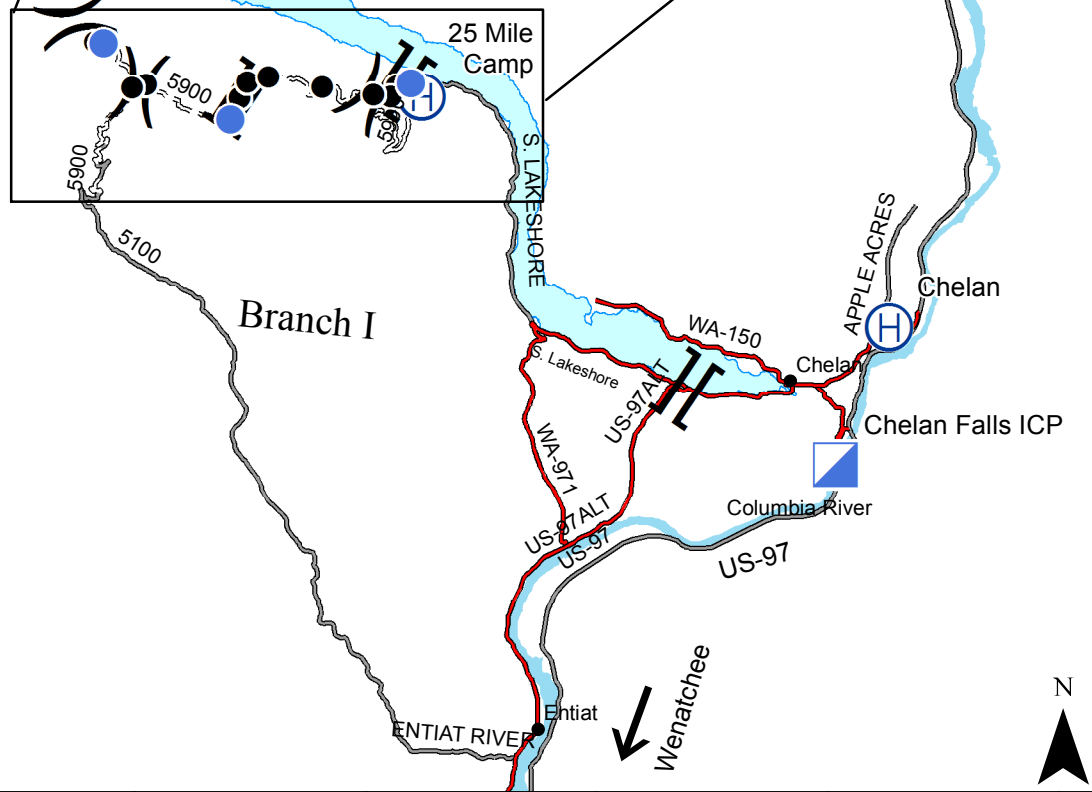 25 Mile
Camp
H
5900
5900
5100
S. LAKESHORE
Branch I
APPLE ACRES
Chelan
H
WA-150
Chelan
S. Lakeshore
US-97ALT
WA-971
Chelan Falls ICP
Columbia River
US-97ALT
US-97
US-97
Wenatchee
Entiat
ENTIAT RIVER
N